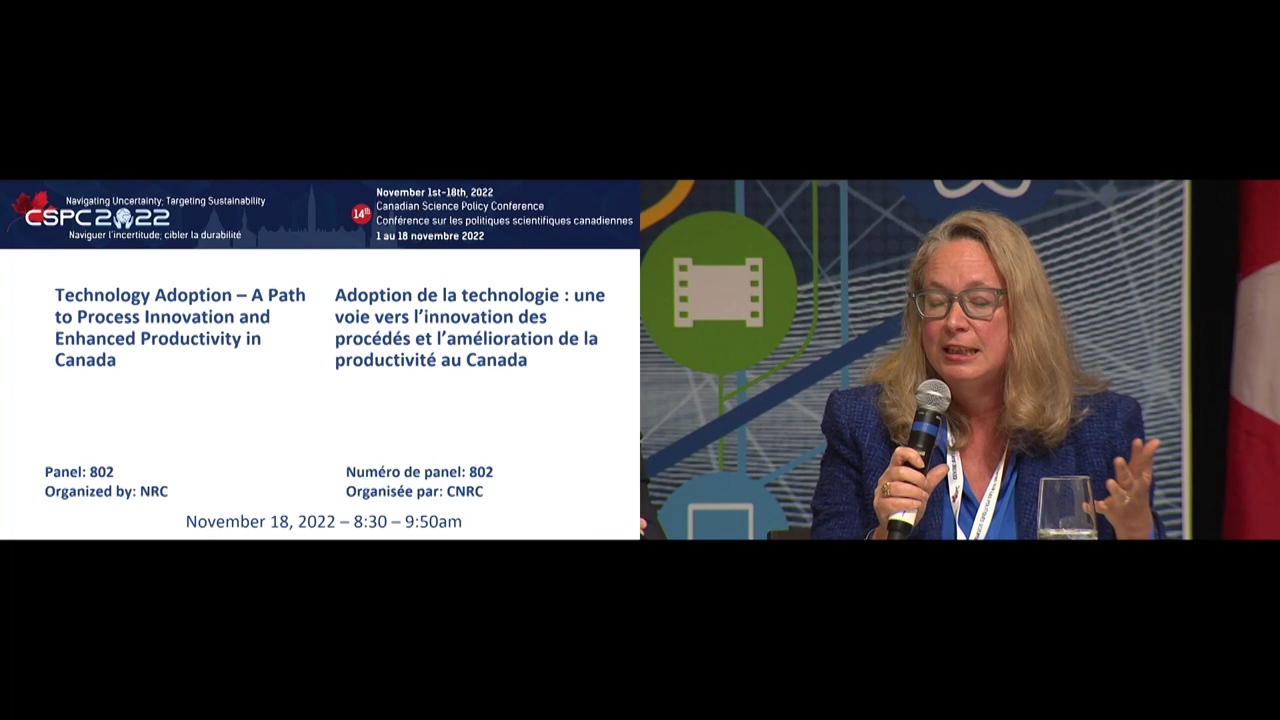 Navigating Uncertainty; Targeting Sustainability
CSPC 2022
Naviguer l'incertitude; cibler la durabilité
14th
November 1st-18th, 2022
Canadian Science Policy Conference
Conférence sur les politiques scientifiques canadiennes
1 au 18 novembre 2022
Technology Adoption – A Path
to Process Innovation and
Enhanced Productivity in
Canada
Adoption de la technologie : une
voie vers l'innovation des
procédés et l'amélioration de la
productivité au Canada
Panel: 802
Organized by: NRC
Numéro de panel: 802
Organisée par: CNRC
November 18, 2022 – 8:30 – 9:50am